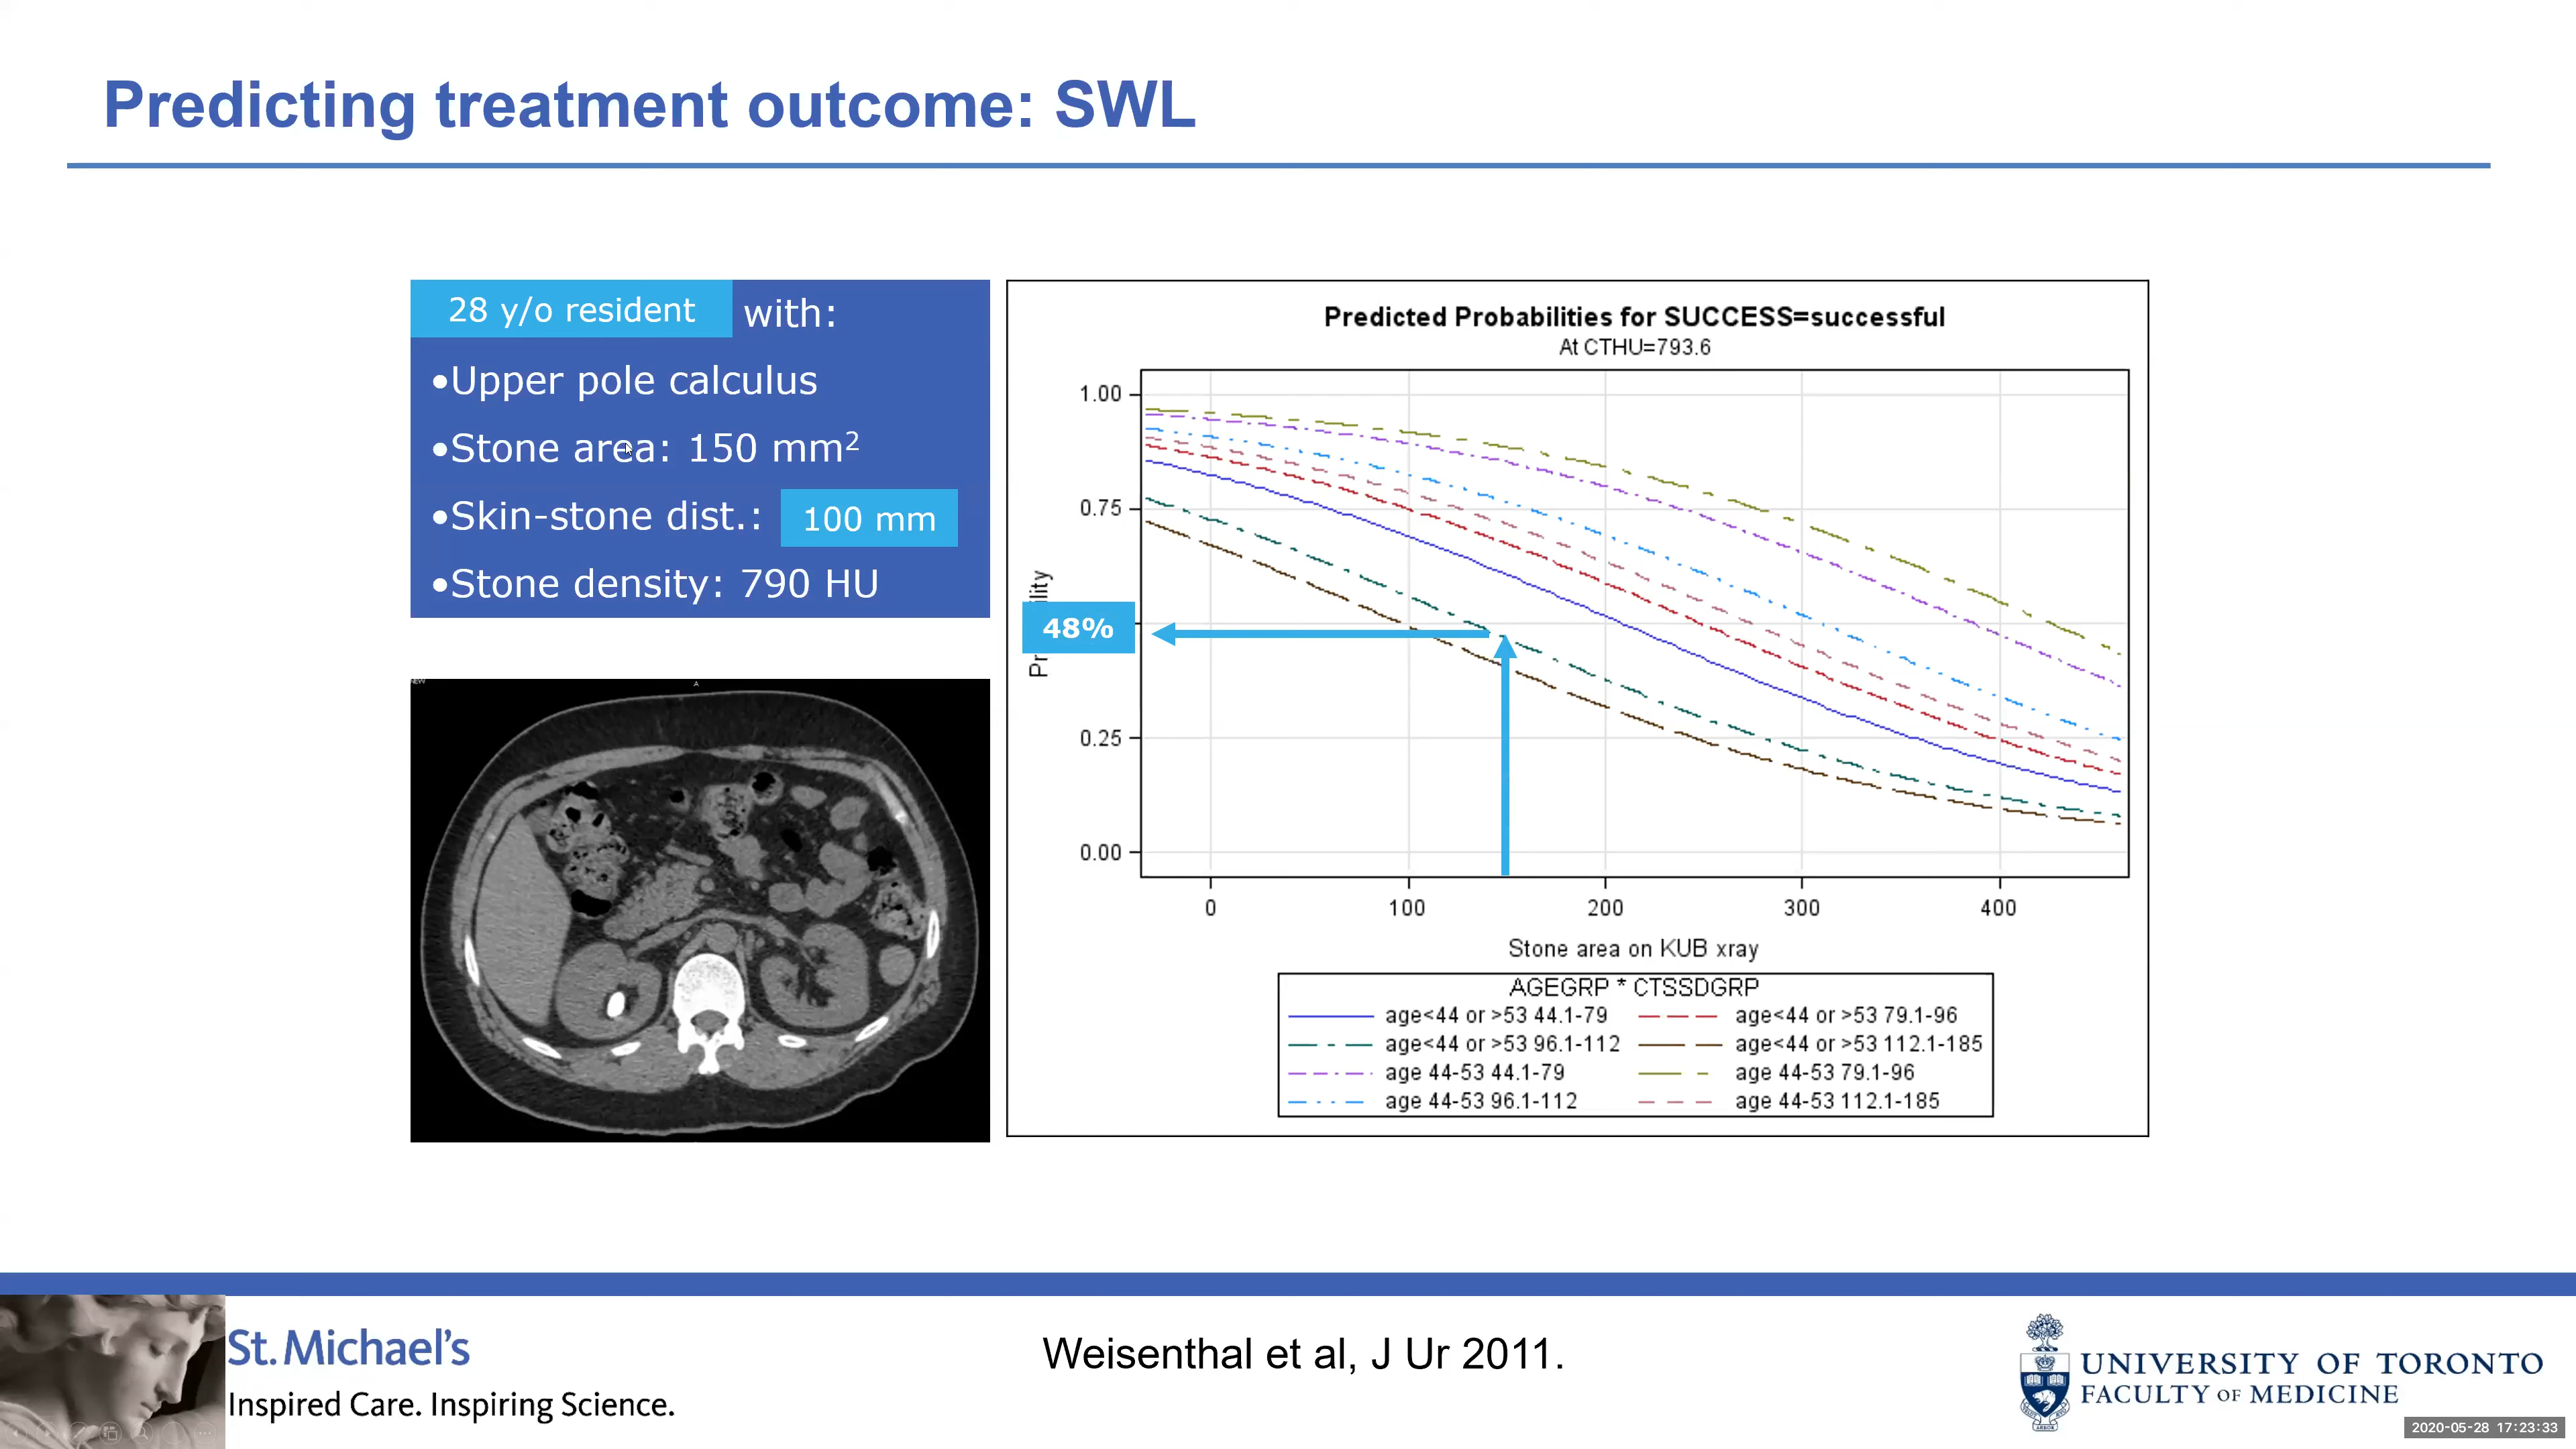 Predicting treatment outcome: SWL
28 y/o resident with:
•Upper pole calculus
•Stone area: 150 mm²
•Skin-stone dist.: 100 mm
•Stone density: 790 HU
A
Predicted Probabilities for SUCCESS=successful
At CTHU=793.6
1.00
0.75
48%
0.25
0.00
0 100 200 300 400
Stone area on KUB xray
AGEGRP * CTSSDGRP
age<44 or >53 44.1-79 age<44 or >53 79.1-96
age<44 or >53 96.1-112 age<44 or >53 112.1-185
age 44-53 44.1-79 age 44-53 79.1-96
age 44-53 96.1-112 age 44-53 112.1-185
St. Michael's
Inspired Care. Inspiring Science.
Weisenthal et al, J Ur 2011.
UNIVERSITY OF TORONTO
FACULTY OF MEDICINE
2020-05-28 17:23:33